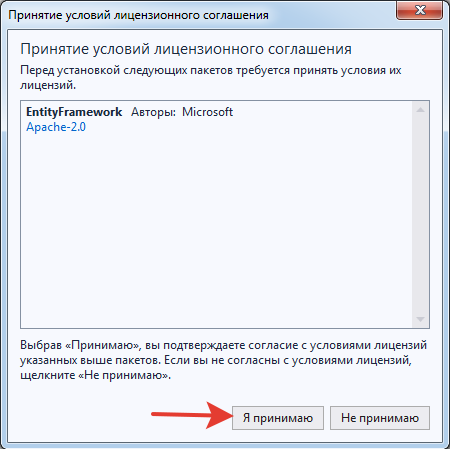 Принятие условий лицензионного соглашения
Принятие условий лицензионного соглашения
Перед установкой следующих пакетов требуется принять условия их
лицензий.
EntityFramework Авторы: Microsoft
Apache-2.0
Выбрав «Принимаю», вы подтверждаете согласие с условиями лицензий
указанных выше пакетов. Если вы не согласны с условиями лицензий,
щелкните «Не принимаю».
Я принимаю Не принимаю